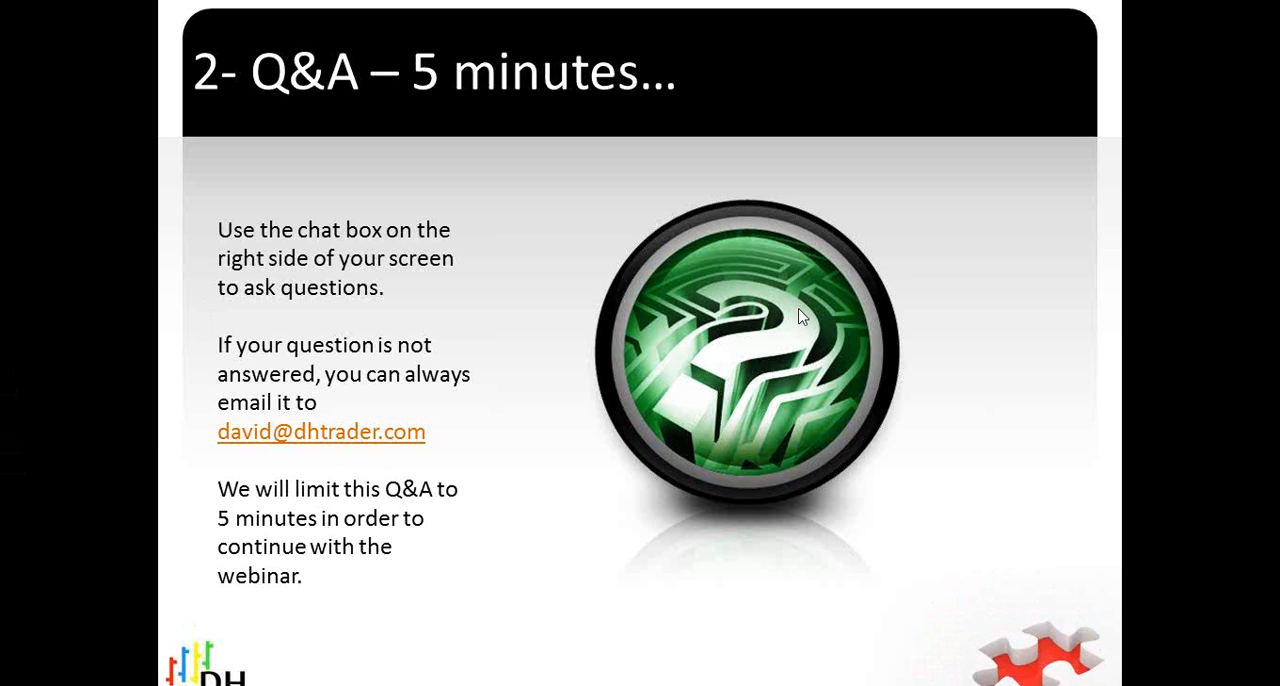 2- Q&A – 5 minutes...
Use the chat box on the
right side of your screen
to ask questions.
If your question is not
answered, you can always
email it to
david@dhtrader.com
We will limit this Q&A to
5 minutes in order to
continue with the
webinar.
DH